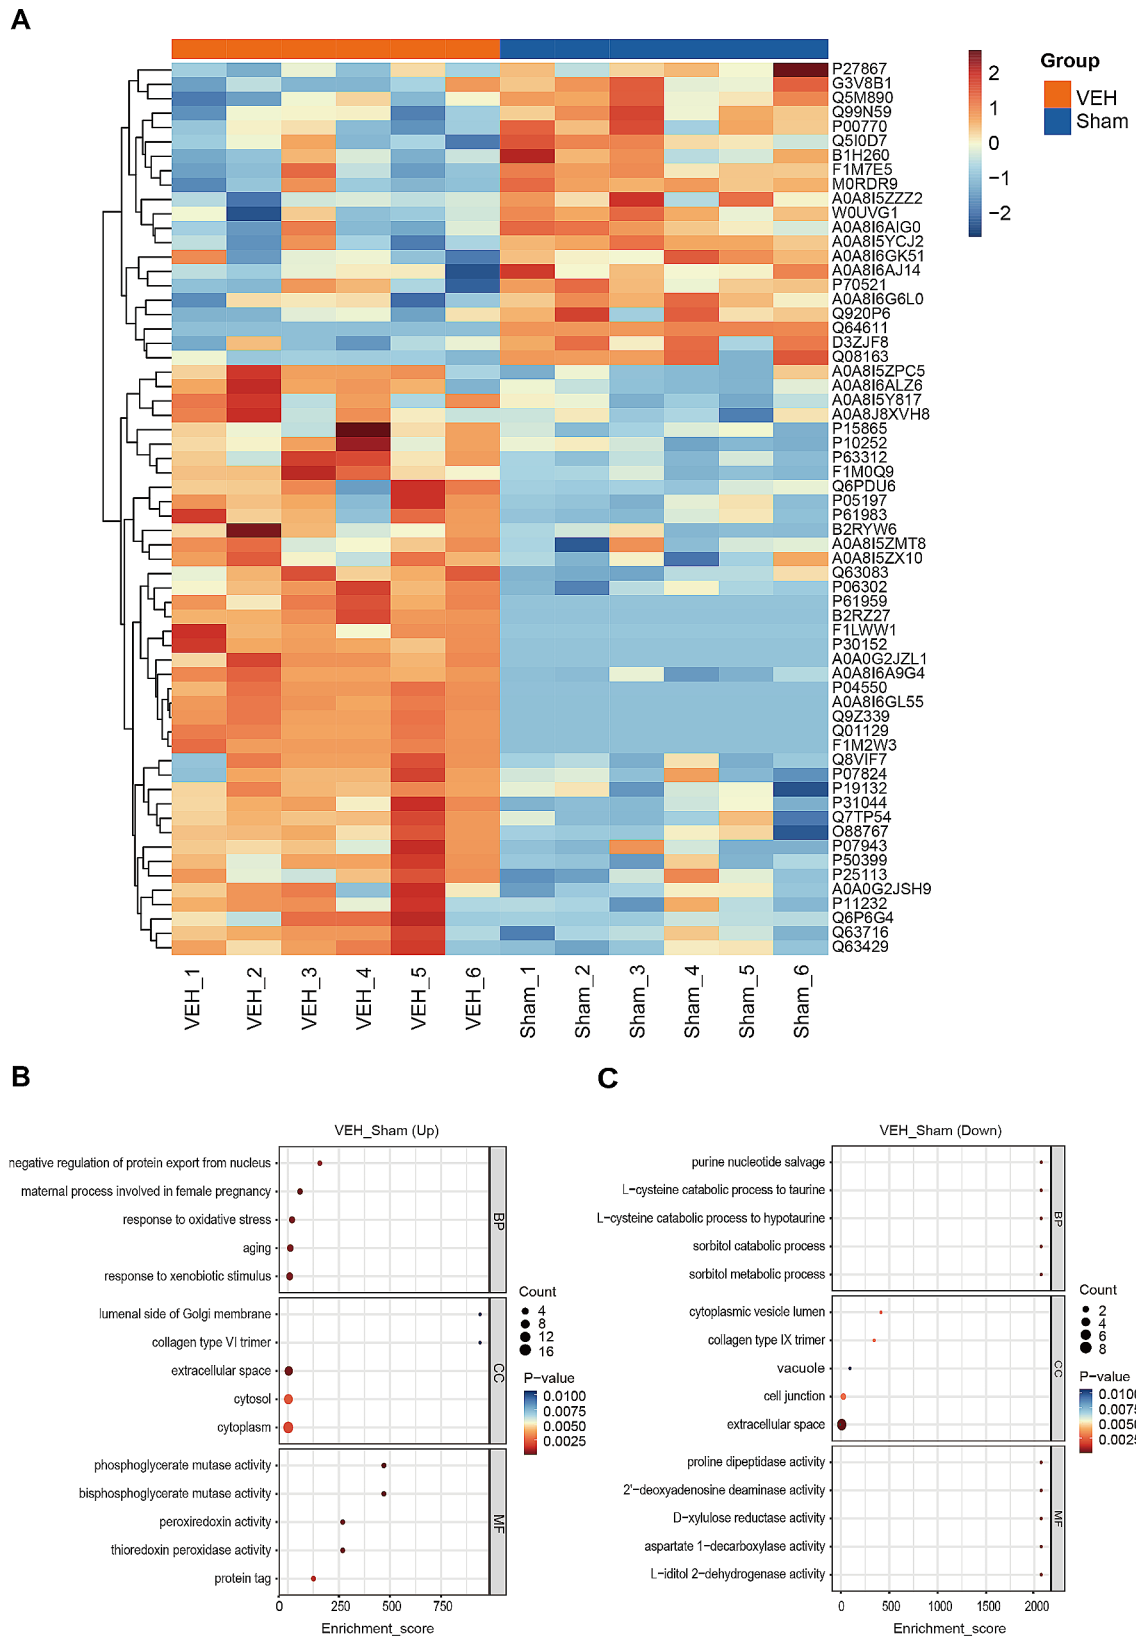 A
P27867
G3V8B1
Q5M890
Q99N59
P00770
Q5I0D7
B1H260
F1M7E5
M0RDR9
A0A8I5ZZZ2
W0UVG1
A0A8I6AIG0
A0A8I5YCJ2
A0A8I6GK51
A0A8I6AJ14
P70521
A0A8I6G6L0
Q920P6
Q64611
D3ZJF8
Q08163
A0A8I5ZPC5
A0A8I6ALZ6
A0A8I5Y817
A0A8J8XVH8
P15865
P10252
P63312
F1M0Q9
Q6PDU6
P05197
P61983
B2RYW6
A0A8I5ZMT8
A0A8I5ZX10
Q63083
P06302
P61959
B2RZ27
F1LWW1
P30152
A0A0G2JZL1
A0A8I6A9G4
P04550
A0A8I6GL55
Q9Z339
Q01129
F1M2W3
Q8VIF7
P07824
P19132
P31044
Q7TP54
O88767
P07943
P50399
P25113
A0A0G2JSH9
P11232
Q6P6G4
Q63716
Q63429
2
1
0
−1
−2
Group
VEH
Sham
VEH_1 VEH_2 VEH_3 VEH_4 VEH_5 VEH_6 Sham_1 Sham_2 Sham_3 Sham_4 Sham_5 Sham_6
B
VEH_Sham (Up)
negative regulation of protein export from nucleus
maternal process involved in female pregnancy
response to oxidative stress
aging
response to xenobiotic stimulus
BP
lumenal side of Golgi membrane
collagen type VI trimer
extracellular space
cytosol
cytoplasm
CC
phosphoglycerate mutase activity
bisphosphoglycerate mutase activity
peroxiredoxin activity
thioredoxin peroxidase activity
protein tag
MF
0 250 500 750
Enrichment_score
Count
4
8
12
16
P−value
0.0100
0.0075
0.0050
0.0025
C
VEH_Sham (Down)
purine nucleotide salvage
L−cysteine catabolic process to taurine
L−cysteine catabolic process to hypotaurine
sorbitol catabolic process
sorbitol metabolic process
BP
cytoplasmic vesicle lumen
collagen type IX trimer
vacuole
cell junction
extracellular space
CC
proline dipeptidase activity
2'−deoxyadenosine deaminase activity
D−xylulose reductase activity
aspartate 1−decarboxylase activity
L−iditol 2−dehydrogenase activity
MF
0 500 1000 1500 2000
Enrichment_score
Count
2
4
6
8
P−value
0.0100
0.0075
0.0050
0.0025